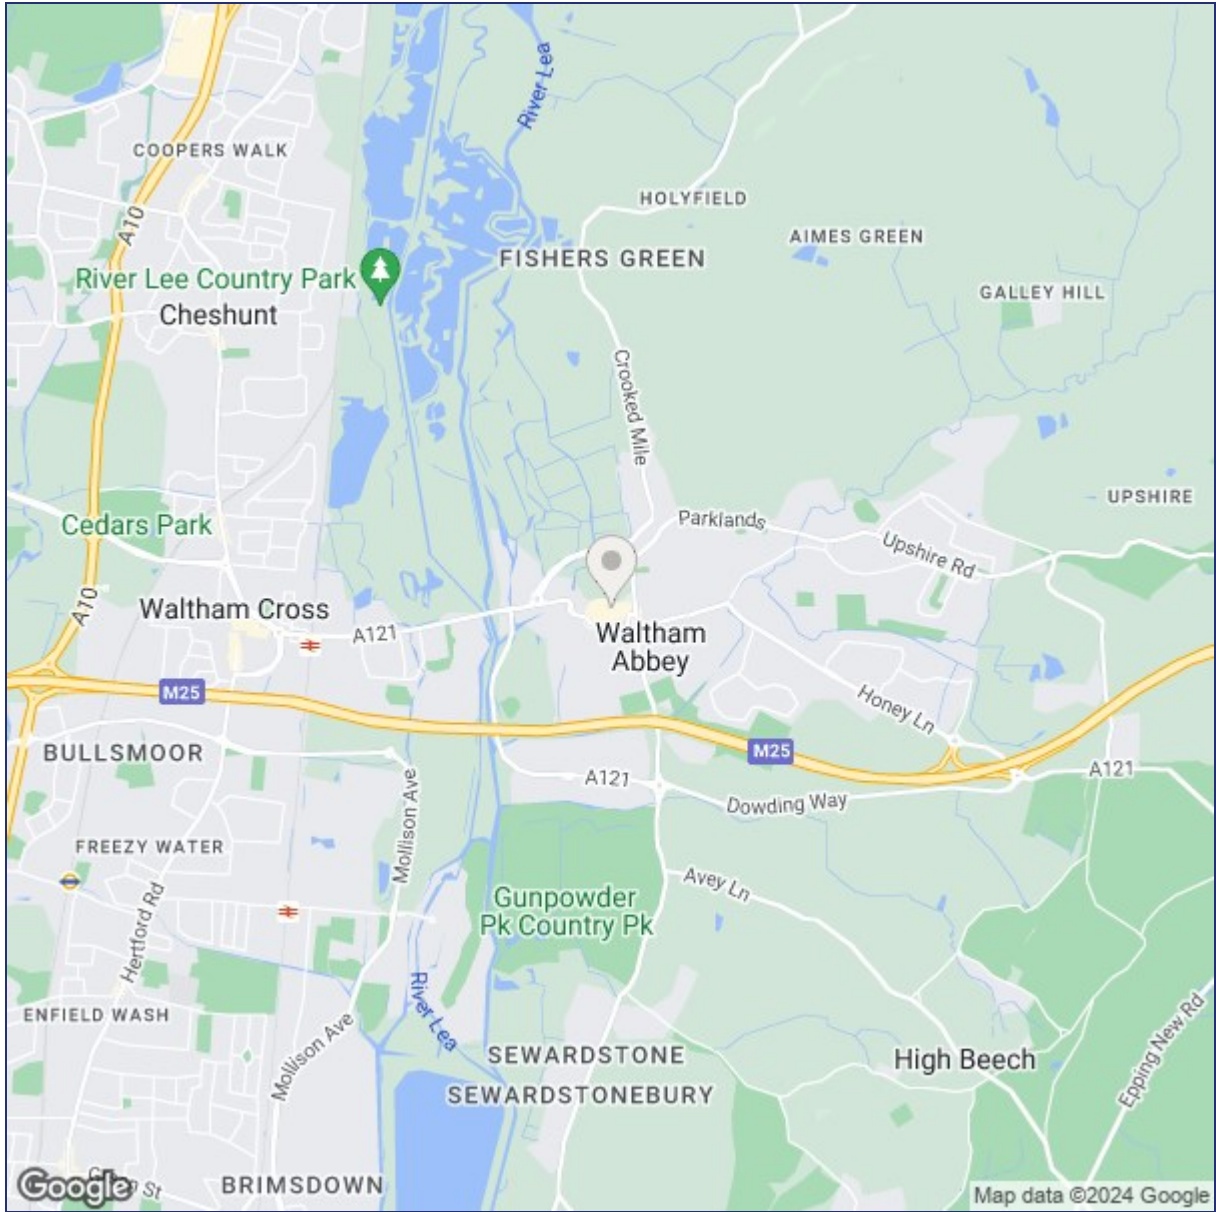 River Lea
COOPERS WALK
HOLYFIELD
A10
AIMES GREEN
FISHERS GREEN
River Lee Country Park
GALLEY HILL
Cheshunt
Crooked Mile
UPSHIRE
Parklands
Cedars Park
Upshire Rd
A10
Waltham Cross
A121
Waltham
Abbey
M25
Honey Ln
BULLSMOOR
M25
A121
A121
Dowding Way
Mollison Ave
FREEZY WATER
Avey Ln
Gunpowder
Pk Country Pk
Hertford Rd
River Lea
ENFIELD WASH
Mollison Ave
SEWARDSTONE
High Beech
Epping New Rd
SEWARDSTONEBURY
St
Google
BRIMSDOWN
Map data ©2024 Google